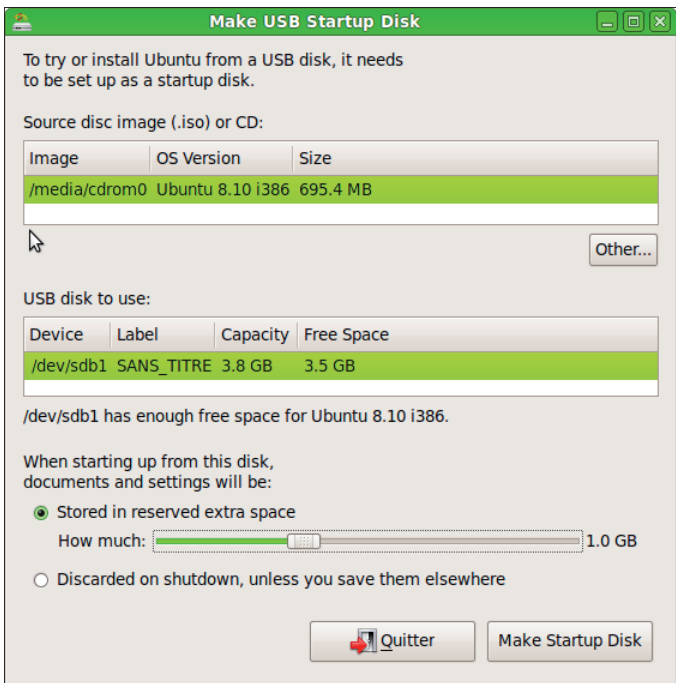 Make USB Startup Disk
To try or install Ubuntu from a USB disk, it needs
to be set up as a startup disk.
Source disc image (.iso) or CD:
Image OS Version Size
/media/cdrom0 Ubuntu 8.10 i386 695.4 MB
Other...
USB disk to use:
Device Label Capacity Free Space
/dev/sdb1 SANS_TITRE 3.8 GB 3.5 GB
/dev/sdb1 has enough free space for Ubuntu 8.10 i386.
When starting up from this disk,
documents and settings will be:
Stored in reserved extra space
How much: 1.0 GB
Discarded on shutdown, unless you save them elsewhere
Quitter Make Startup Disk